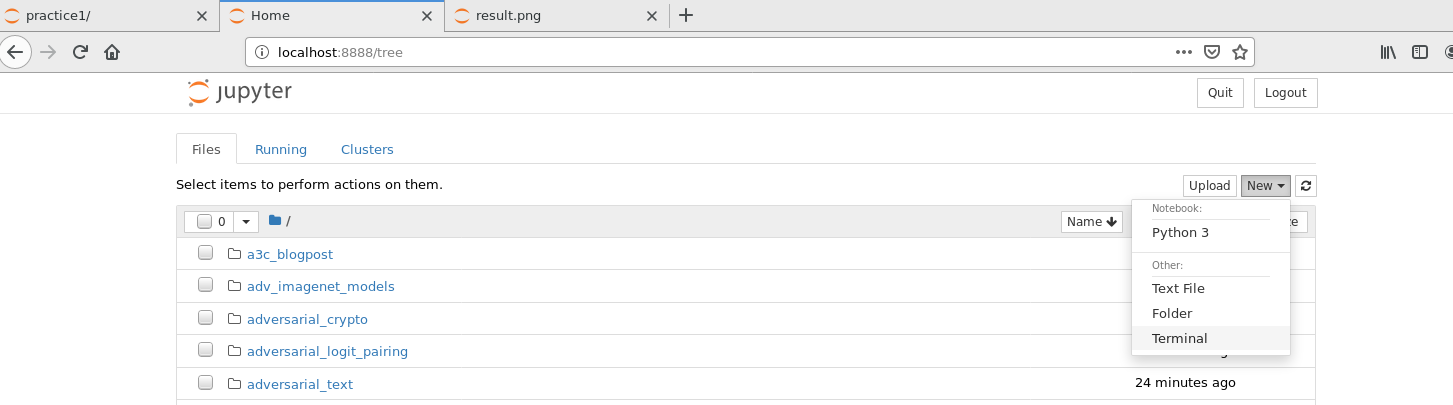 practice1/ Home result.png
localhost:8888/tree
jupyter Quit Logout
Files Running Clusters
Select items to perform actions on them. Upload New
0 / Name
Notebook:
Python 3
a3c_blogpost
Other:
adv_imagenet_models Text File
adversarial_crypto Folder
Terminal
adversarial_logit_pairing
adversarial_text 24 minutes ago